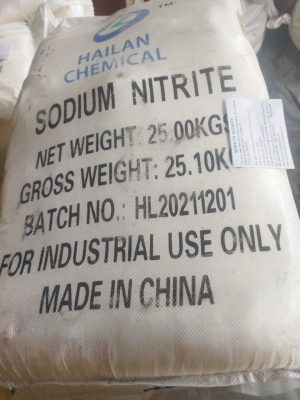 HAILAN
CHEMICAL
SODIUM NITRITE
NET WEIGHT: 25.00KGS
GROSS WEIGHT: 25.10K
BATCH NO.: HL20211201
FOR INDUSTRIAL USE ONLY
MADE IN CHINA